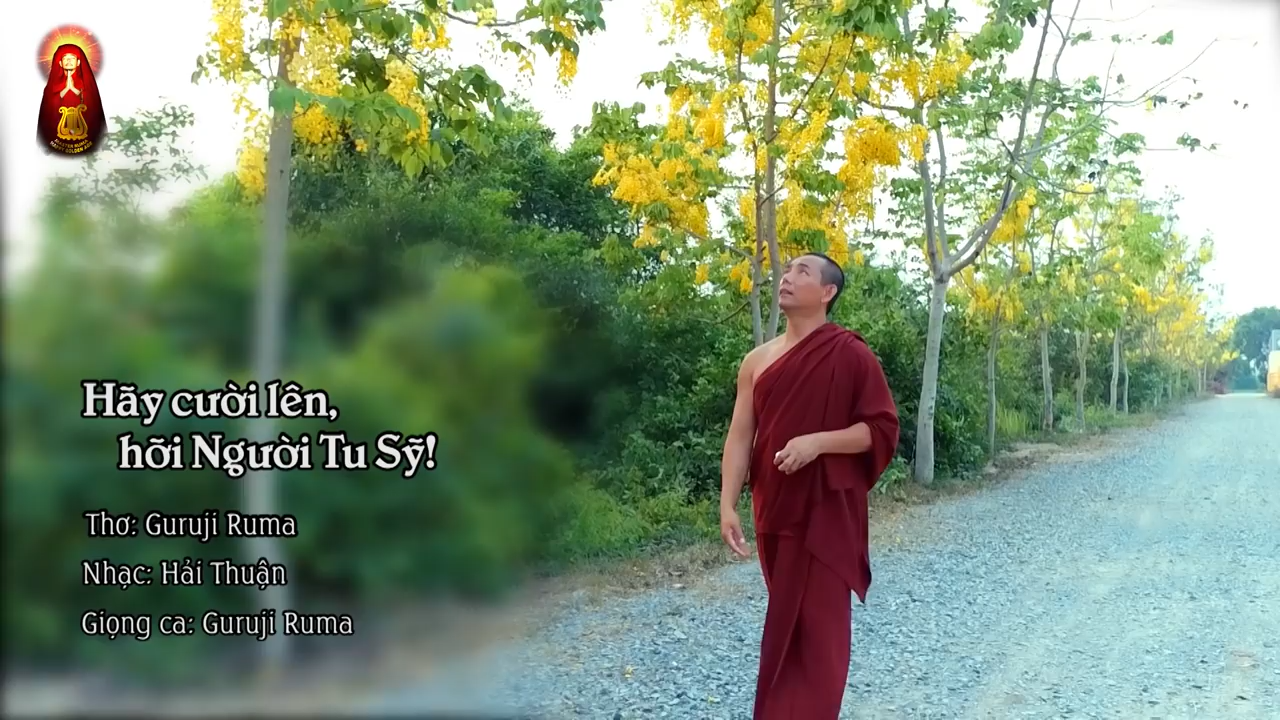 Hãy cười lên,
hỡi Người Tu Sỹ!
Thơ: Guruji Ruma
Nhạc: Hải Thuận
Giọng ca: Guruji Ruma